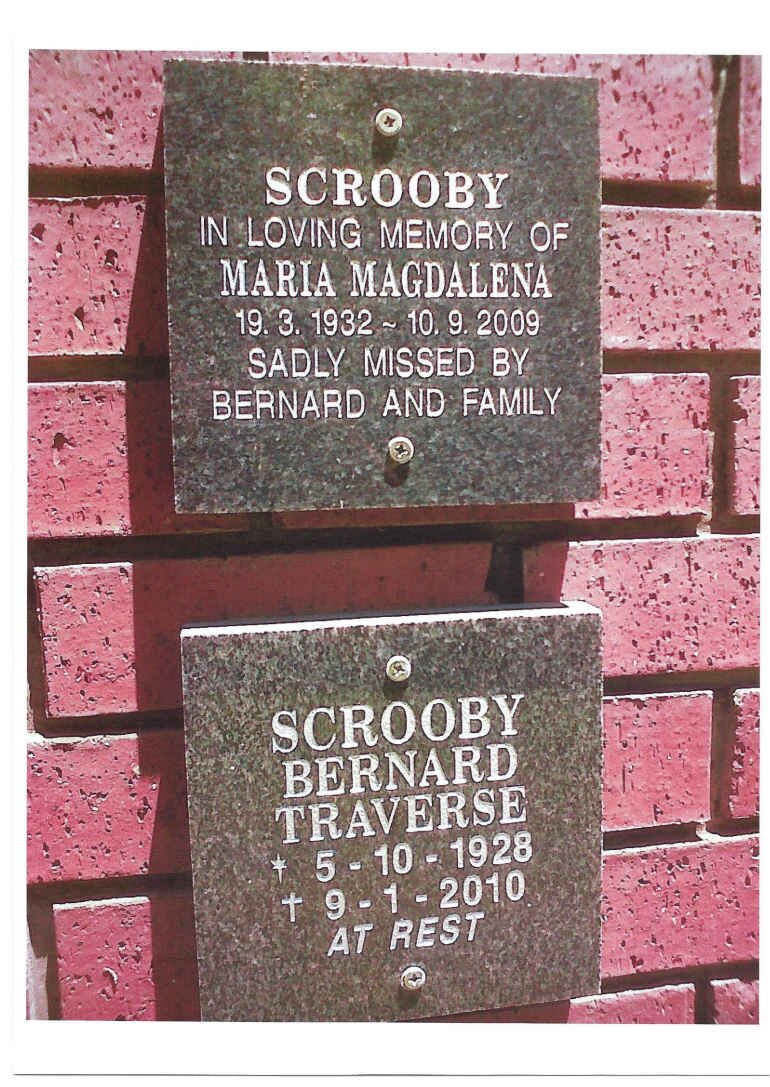 SCROOBY
IN LOVING MEMORY OF
MARIA MAGDALENA
19. 3. 1932 ~ 10. 9. 2009
SADLY MISSED BY
BERNARD AND FAMILY
SCROOBY
BERNARD
TRAVERSE
* 5 - 10 - 1928
† 9 - 1 - 2010
AT REST